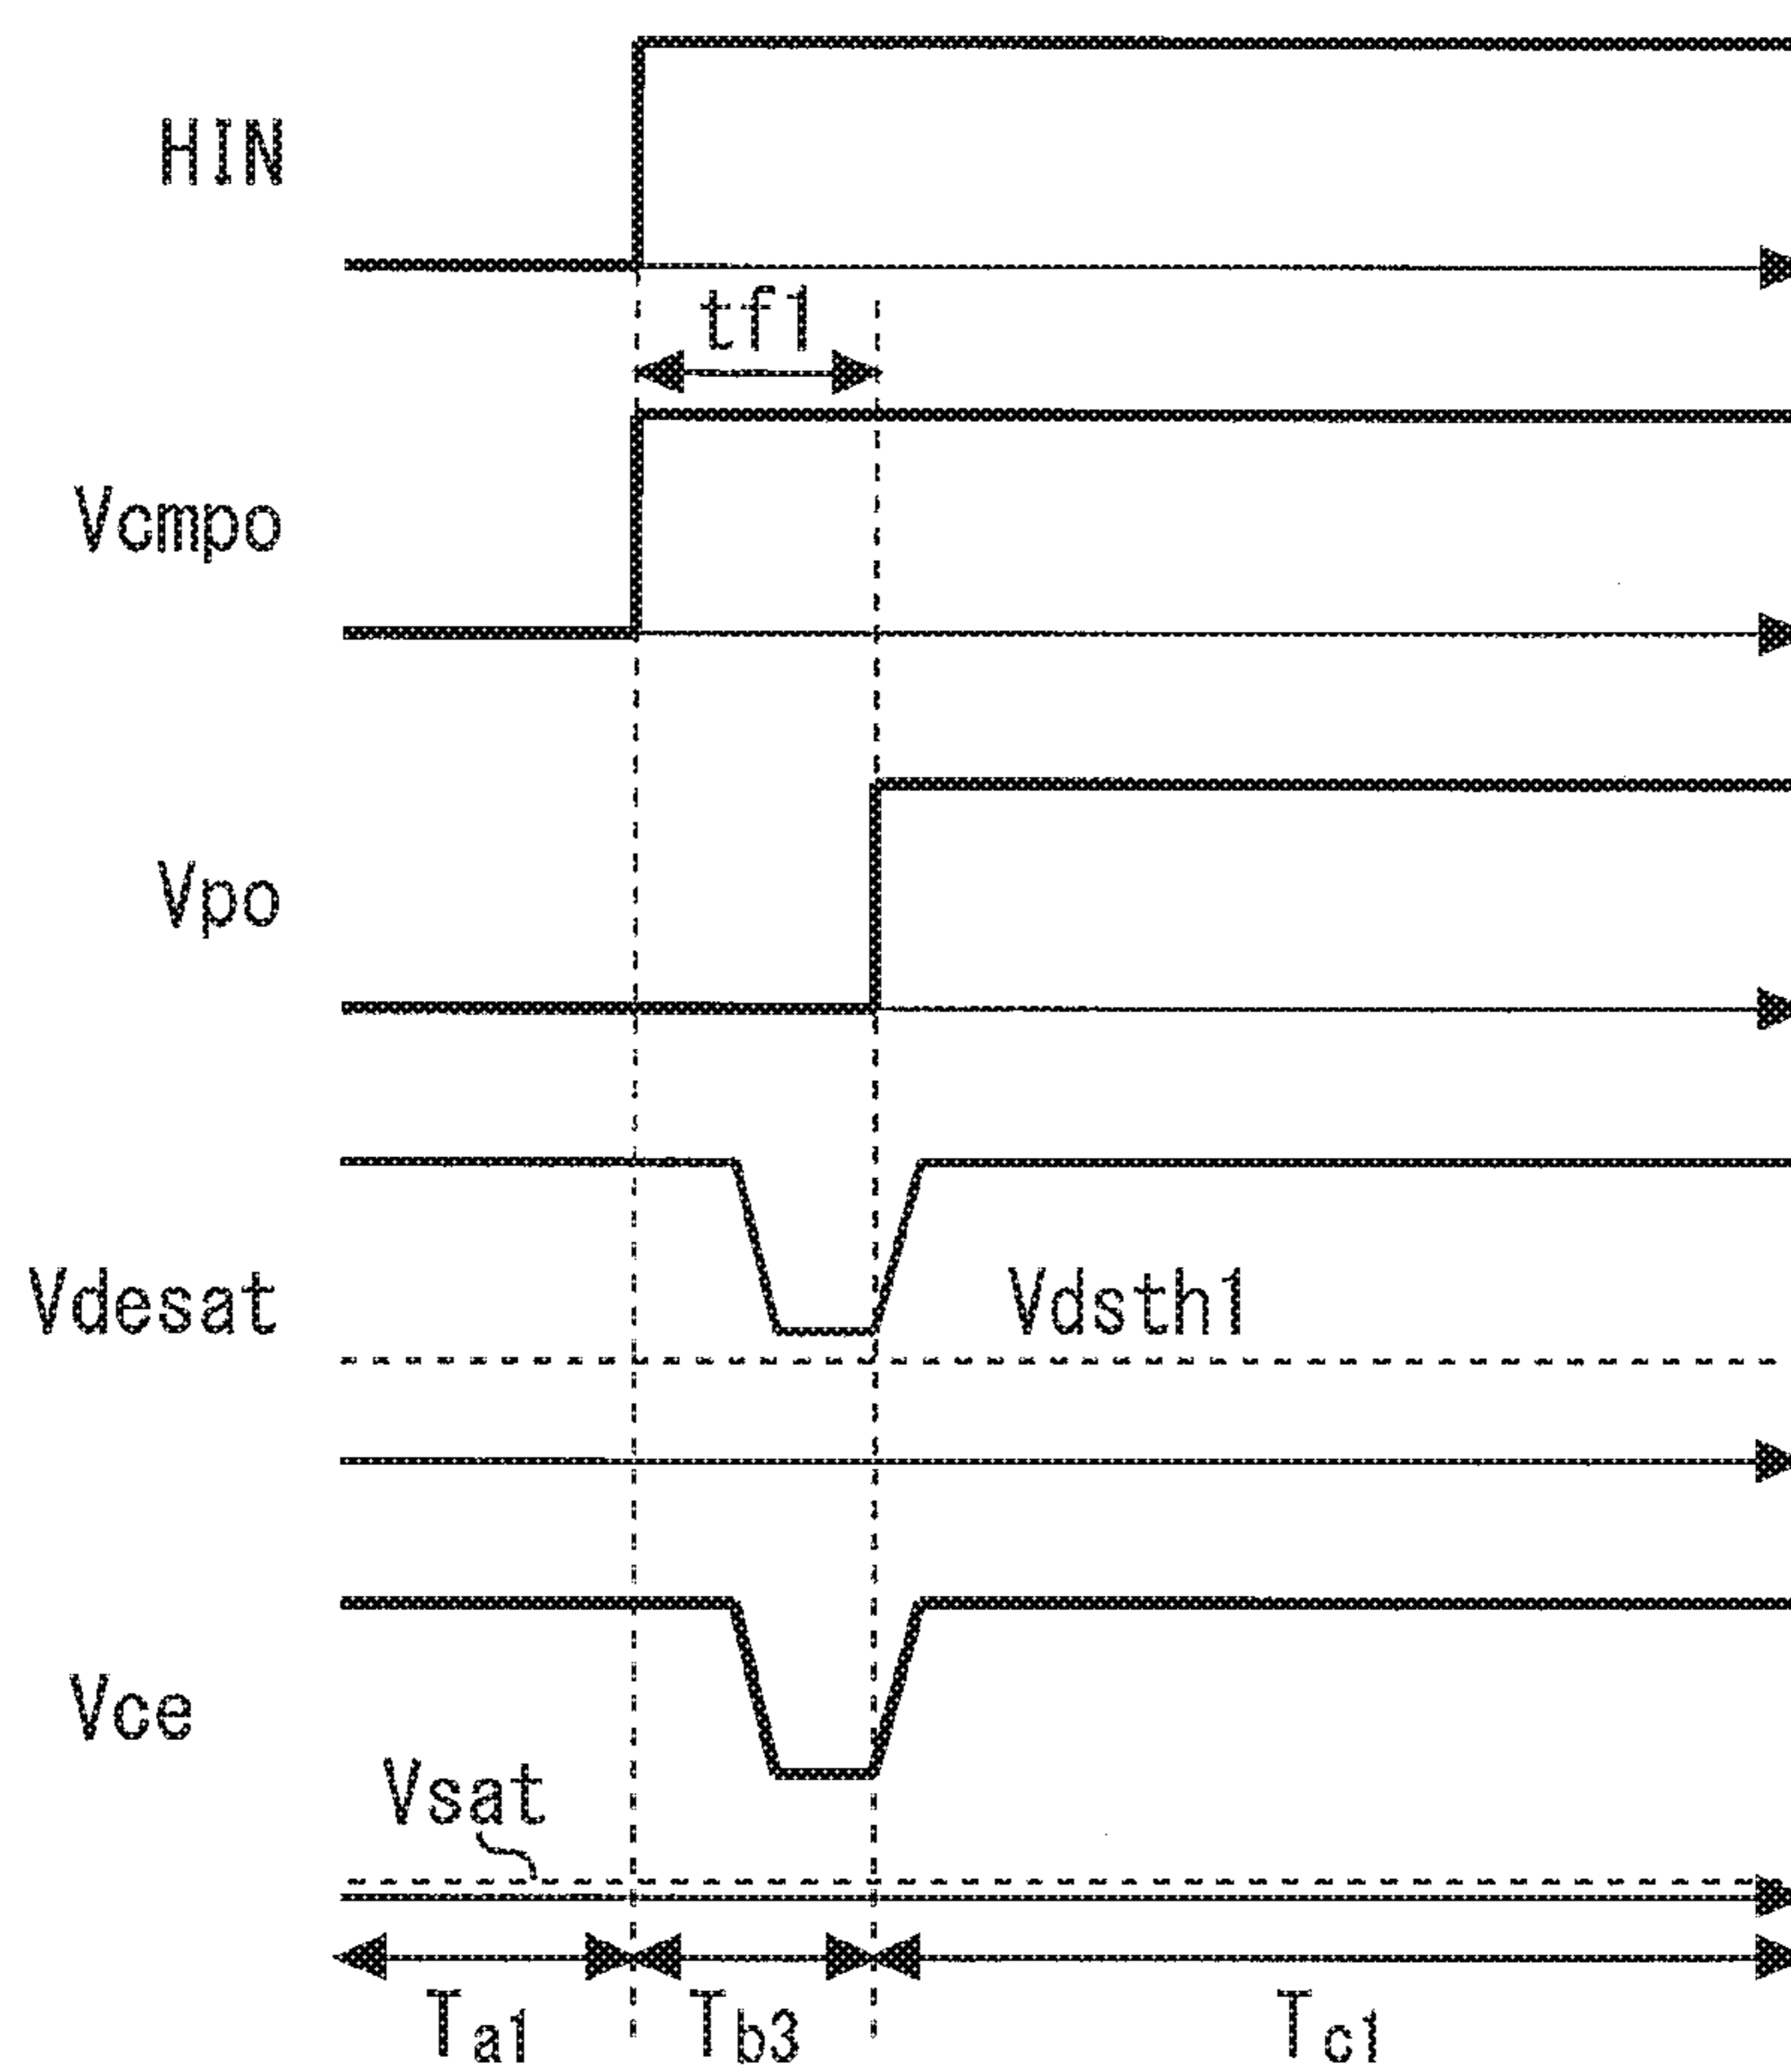 HIN
tf1
Vcmpo
Vpo
Vdesat
Vdsth1
Vce
Vsat
Ta1 Tb3 Tc1